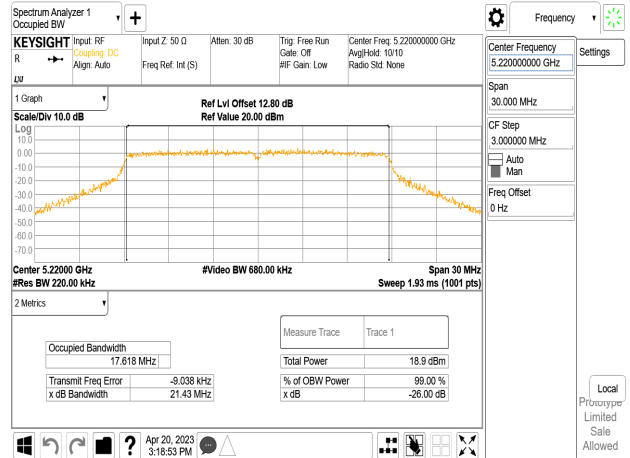 Spectrum Analyzer 1
Occupied BW
Frequency
KEYSIGHT
R
LXI
Input: RF
Coupling: DC
Align: Auto
Input Z: 50 Ω
Freq Ref: Int (S)
Atten: 30 dB
Trig: Free Run
Gate: Off
#IF Gain: Low
Center Freq: 5.220000000 GHz
Avg|Hold: 10/10
Radio Std: None
Center Frequency
5.220000000 GHz
Settings
Span
30.000 MHz
CF Step
3.000000 MHz
Auto
Man
Freq Offset
0 Hz
1 Graph
Scale/Div 10.0 dB
Ref Lvl Offset 12.80 dB
Ref Value 20.00 dBm
Log
10.0
0.00
-10.0
-20.0
-30.0
-40.0
-50.0
-60.0
-70.0
Center 5.22000 GHz
#Res BW 220.00 kHz
#Video BW 680.00 kHz
Span 30 MHz
Sweep 1.93 ms (1001 pts)
2 Metrics
Measure Trace Trace 1
Occupied Bandwidth
17.618 MHz
Total Power 18.9 dBm
Transmit Freq Error -9.038 kHz
% of OBW Power 99.00 %
x dB Bandwidth 21.43 MHz
x dB -26.00 dB
Local
Prototype
Limited
Sale
Allowed
?
Apr 20, 2023
3:18:53 PM